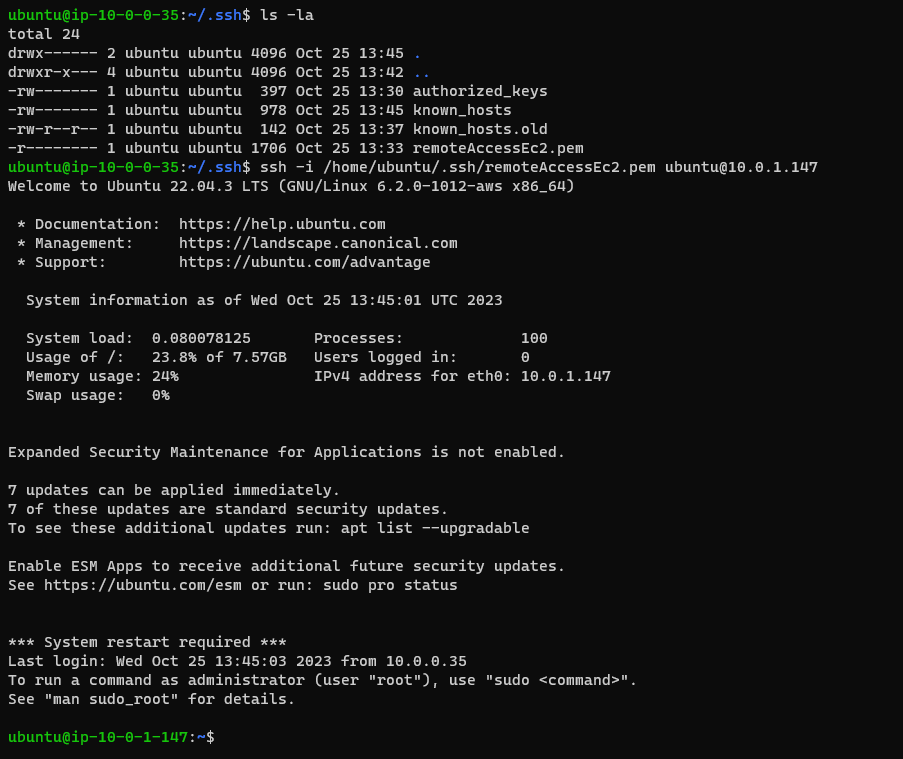 ubuntu@ip-10-0-0-35:~/.ssh$ ls -la
total 24
drwx------ 2 ubuntu ubuntu 4096 Oct 25 13:45 .
drwxr-x--- 4 ubuntu ubuntu 4096 Oct 25 13:42 ..
-rw------- 1 ubuntu ubuntu  397 Oct 25 13:30 authorized_keys
-rw------- 1 ubuntu ubuntu  978 Oct 25 13:45 known_hosts
-rw-r--r-- 1 ubuntu ubuntu  142 Oct 25 13:37 known_hosts.old
-r-------- 1 ubuntu ubuntu 1706 Oct 25 13:33 remoteAccessEc2.pem
ubuntu@ip-10-0-0-35:~/.ssh$ ssh -i /home/ubuntu/.ssh/remoteAccessEc2.pem ubuntu@10.0.1.147
Welcome to Ubuntu 22.04.3 LTS (GNU/Linux 6.2.0-1012-aws x86_64)

 * Documentation:  https://help.ubuntu.com
 * Management:     https://landscape.canonical.com
 * Support:        https://ubuntu.com/advantage

  System information as of Wed Oct 25 13:45:01 UTC 2023

  System load:  0.080078125       Processes:             100
  Usage of /:   23.8% of 7.57GB   Users logged in:       0
  Memory usage: 24%               IPv4 address for eth0: 10.0.1.147
  Swap usage:   0%


Expanded Security Maintenance for Applications is not enabled.

7 updates can be applied immediately.
7 of these updates are standard security updates.
To see these additional updates run: apt list --upgradable

Enable ESM Apps to receive additional future security updates.
See https://ubuntu.com/esm or run: sudo pro status


*** System restart required ***
Last login: Wed Oct 25 13:45:03 2023 from 10.0.0.35
To run a command as administrator (user "root"), use "sudo <command>".
See "man sudo_root" for details.

ubuntu@ip-10-0-1-147:~$